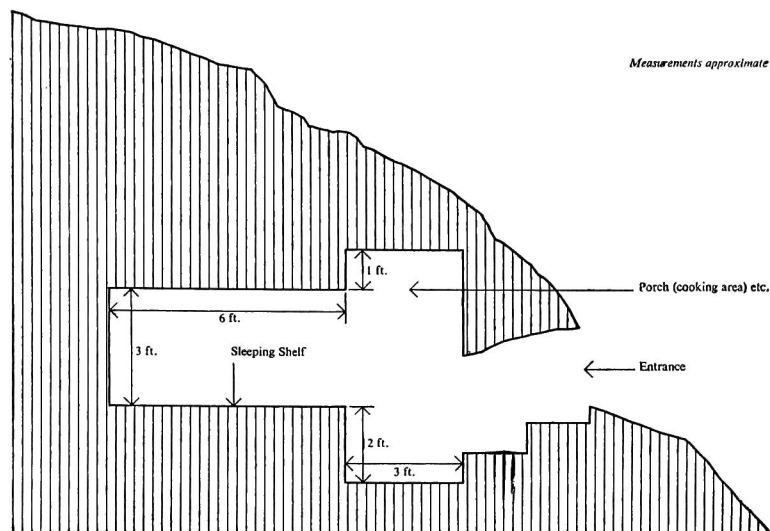 Measurements approximate
1 ft.
Porch (cooking area) etc.
6 ft.
3 ft.
Sleeping Shelf
Entrance
2 ft.
3 ft.